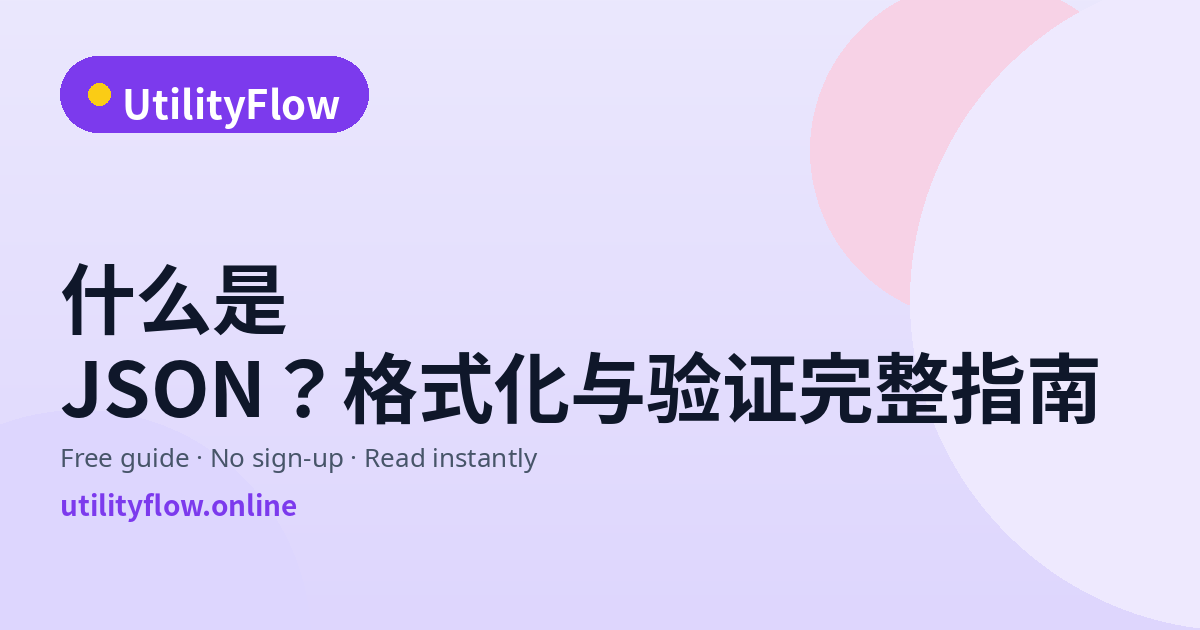 UtilityFlow
什么是
JSON？格式化与验证完整指南
Free guide · No sign-up · Read instantly
utilityflow.online